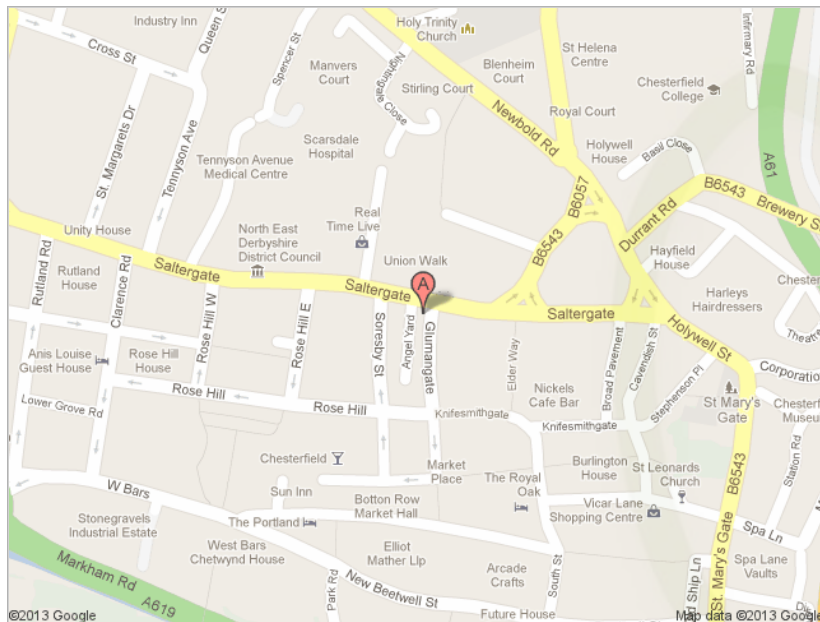 Industry Inn
Queen S
Cross St
Spencer St
Holy Trinity
Church
Manvers
Court
Nightingale
Close
Stirling Court
Blenheim
Court
St Helena
Centre
Infirmary Rd
Chesterfield
College
Royal Court
Newbold Rd
Holywell
House
Basil Close
A61
St. Margarets Dr
Tennyson Ave
Scarsdale
Hospital
Tennyson Avenue
Medical Centre
B6057
B6543
Brewery S
Durrant Rd
Unity House
North East
Derbyshire
District Council
Real
Time Live
Union Walk
B6543
Hayfield
House
Rutland Rd
Rutland
House
Clarence Rd
Saltergate
Saltergate
A
Saltergate
Chester
Harleys
Hairdressers
Theatre
Rose Hill W
Rose Hill E
Soresby St
Angel Yard
Glumangate
Elder Way
Broad Pavement
Cavendish St
Holywell St
Stephenson Pl
Corporation
Anis Louise
Guest House
Rose Hill
House
Rose Hill
Rose Hill
Lower Grove Rd
Nickels
Cafe Bar
Knifesmithgate
Knifesmithgate
St Mary's
Gate
Chesterf
Museu
Station Rd
Chesterfield
Market
Place
The Royal
Oak
Burlington
House
St Leonards
Church
B6543
W Bars
Sun Inn
Botton Row
Market Hall
Vicar Lane
Shopping Centre
Spa Ln
Stonegravels
Industrial Estate
The Portland
West Bars
Chetwynd House
Elliot
Mather Llp
Arcade
Crafts
South St
Spa Lane
Vaults
Markham Rd
A619
Park Rd
New Beetwell St
Future House
d Ship Ln
St. Mary's Gate
©2013 Google
Map data ©2013 Google